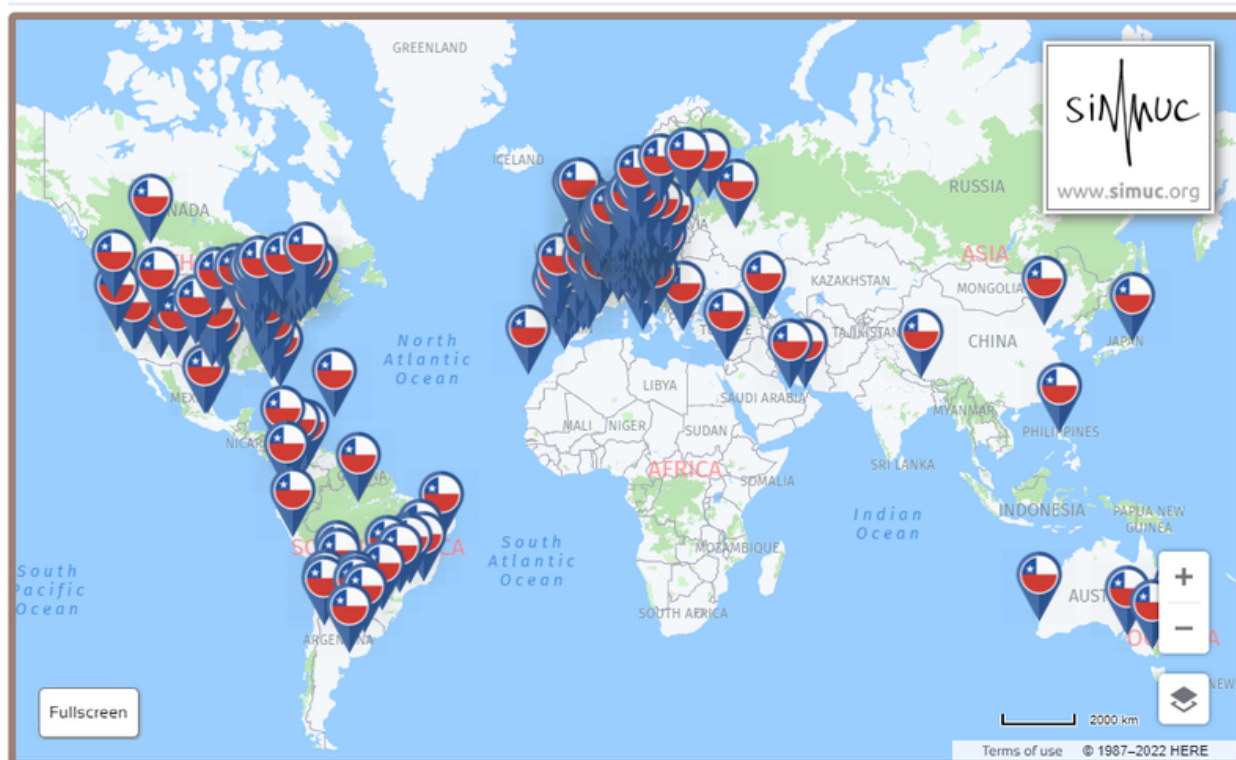 GREENLAND
ICELAND
siMMUC
www.simuc.org
RUSSIA
ASIA
KAZAKHSTAN
MONGOLIA
North
Atlantic
Ocean
CHINA
JAPAN
LIBYA
SAUDI ARABIA
MALI
NIGER
SUDAN
MYANMAR
PHILIPPINES
SRI LANKA
AFRICA
SOMALIA
INDONESIA
PAPUA NEW
GUINEA
Indian
Ocean
South
Atlantic
Ocean
MOZAMBIQUE
South
Pacific
Ocean
SOUTH AFRICA
ARGENTINA
+
−
Fullscreen
2000 km
Terms of use © 1987–2022 HERE